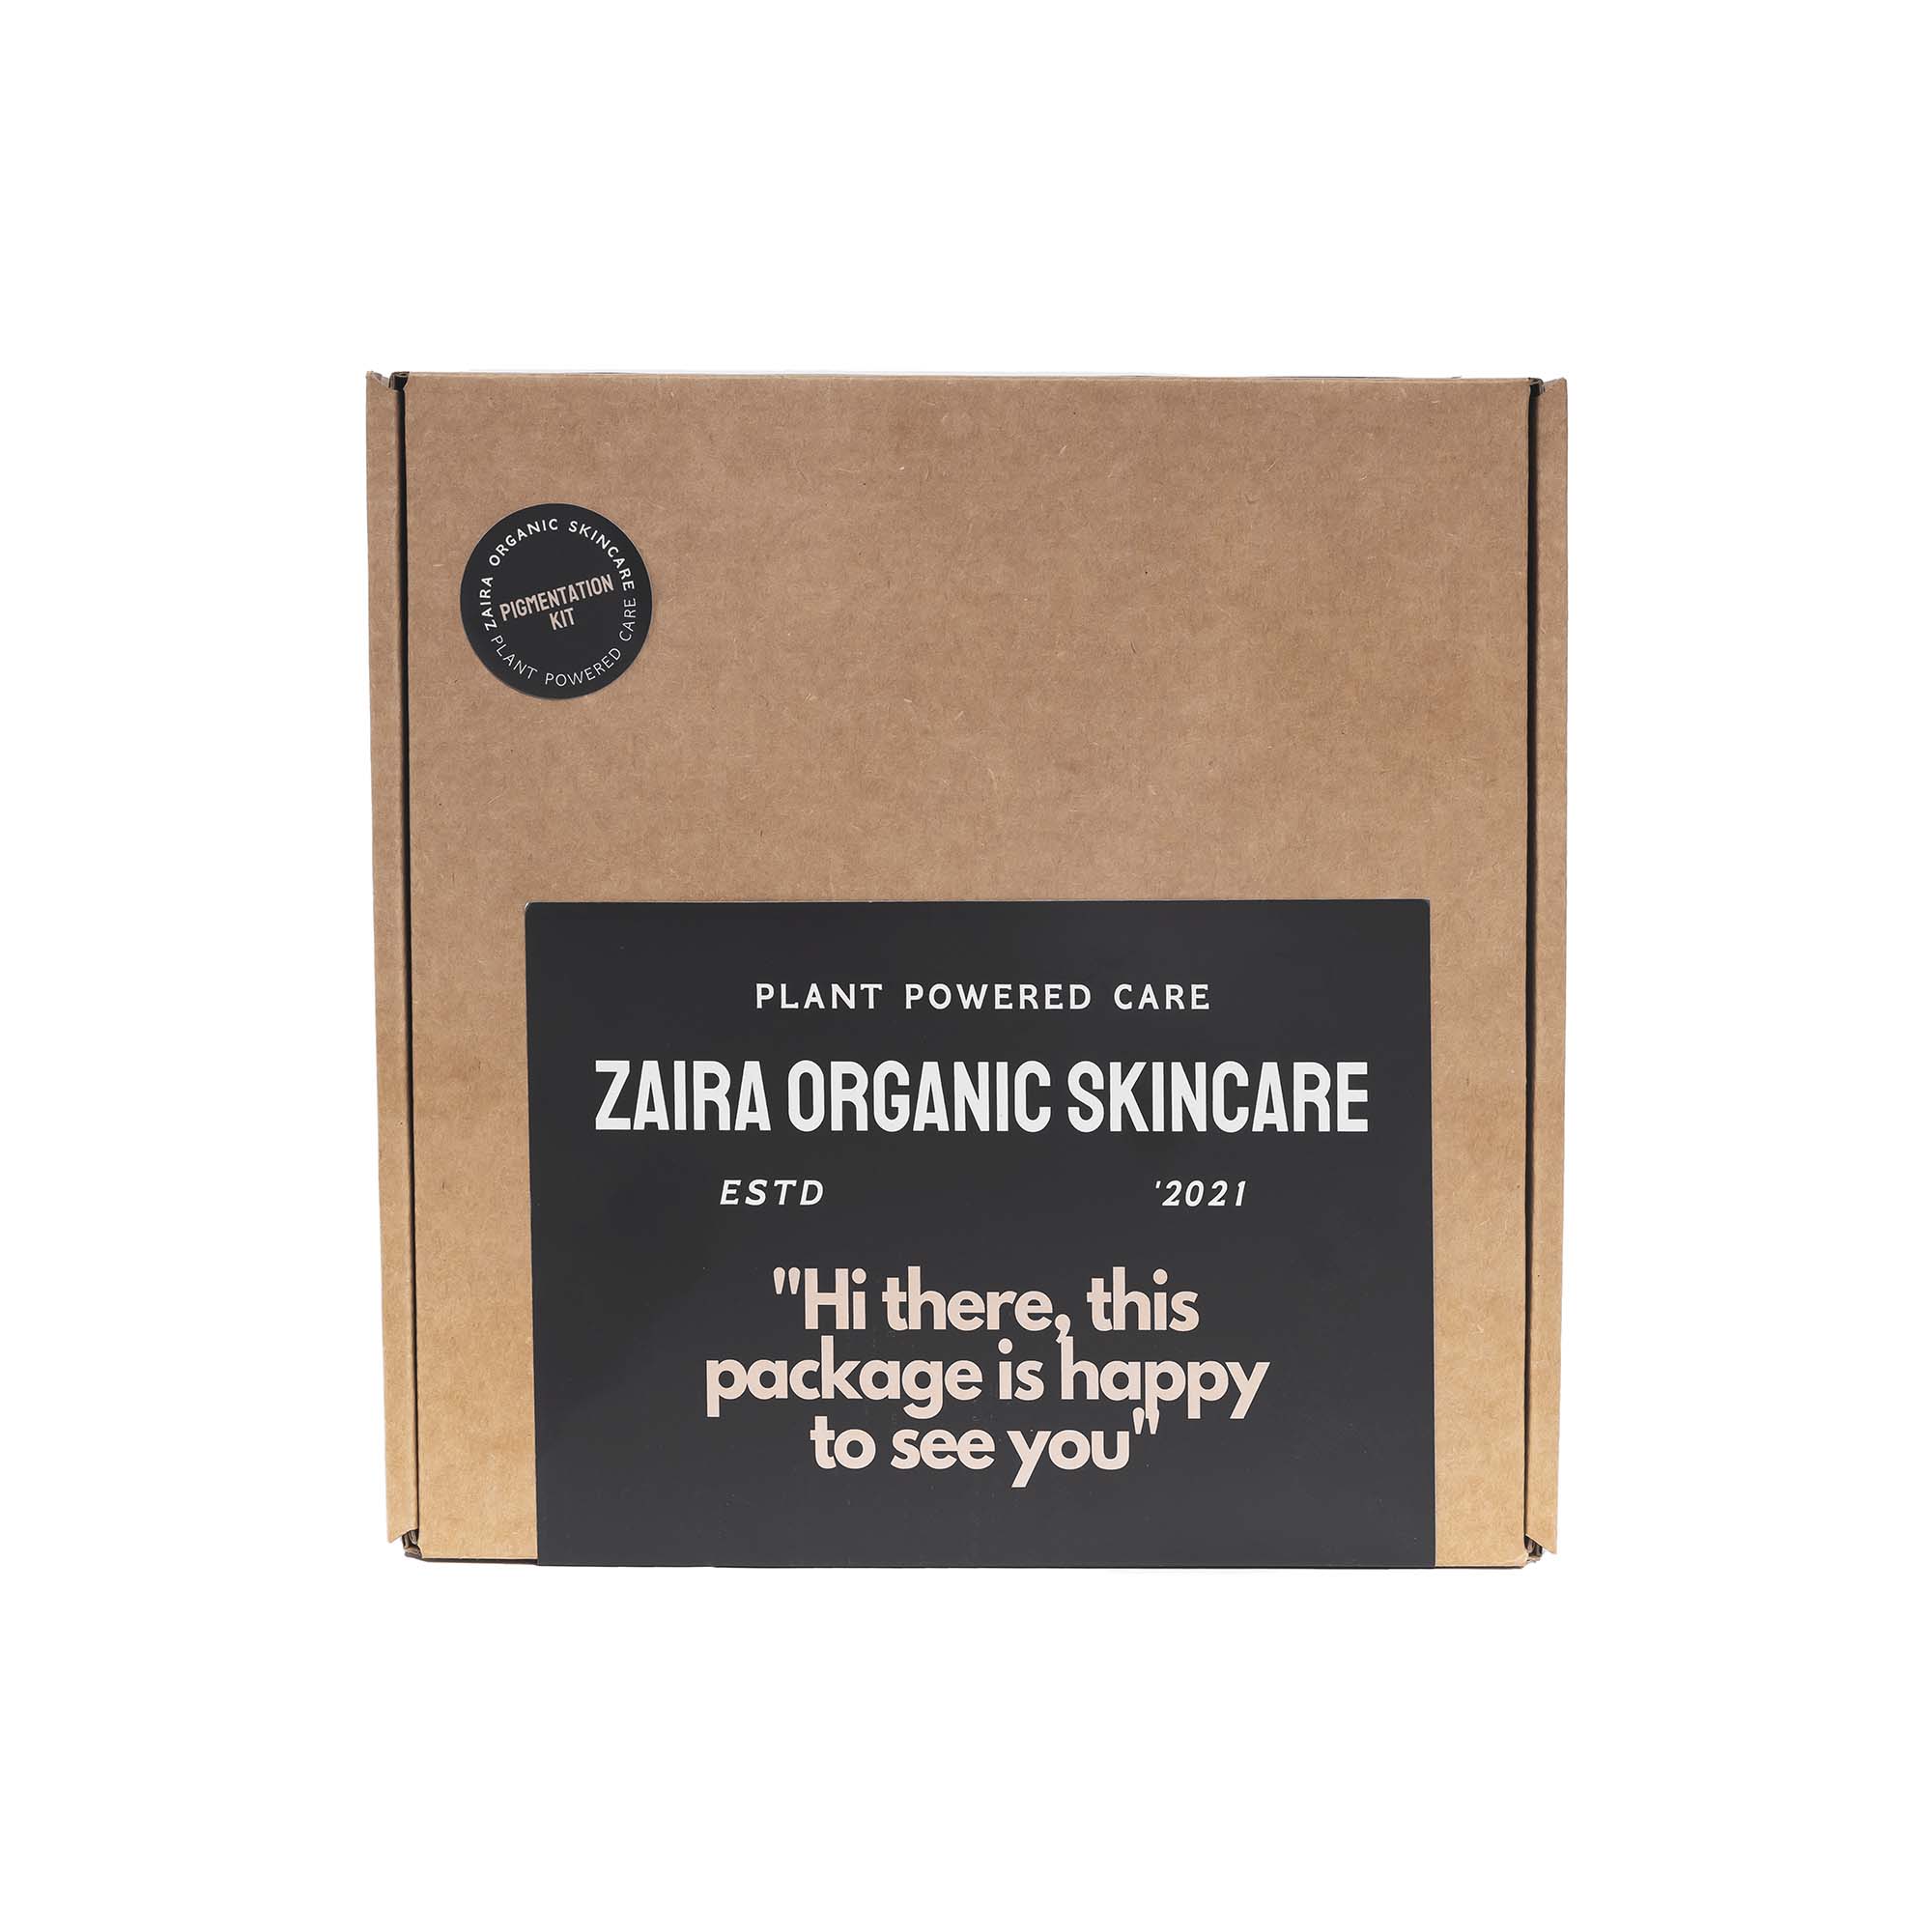 ZAIRA ORGANIC SKINCARE
PIGMENTATION
KIT
PLANT POWERED CARE
PLANT POWERED CARE
ZAIRA ORGANIC SKINCARE
ESTD '2021
"Hi there, this
package is happy
to see you"